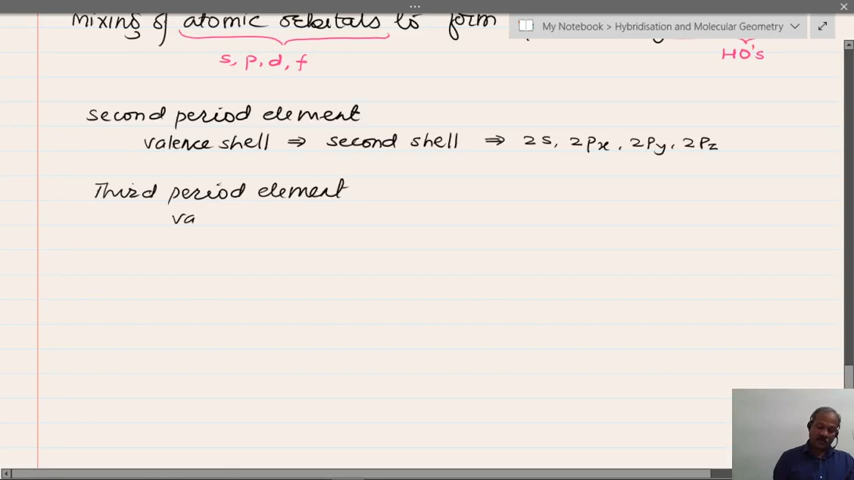 mixing of atomic orbitals to form
My Notebook > Hybridisation and Molecular Geometry
s, p, d, f
HO's
second period element
valence shell ⇒ second shell ⇒ 2s, 2px, 2py, 2pz
Third period element
va